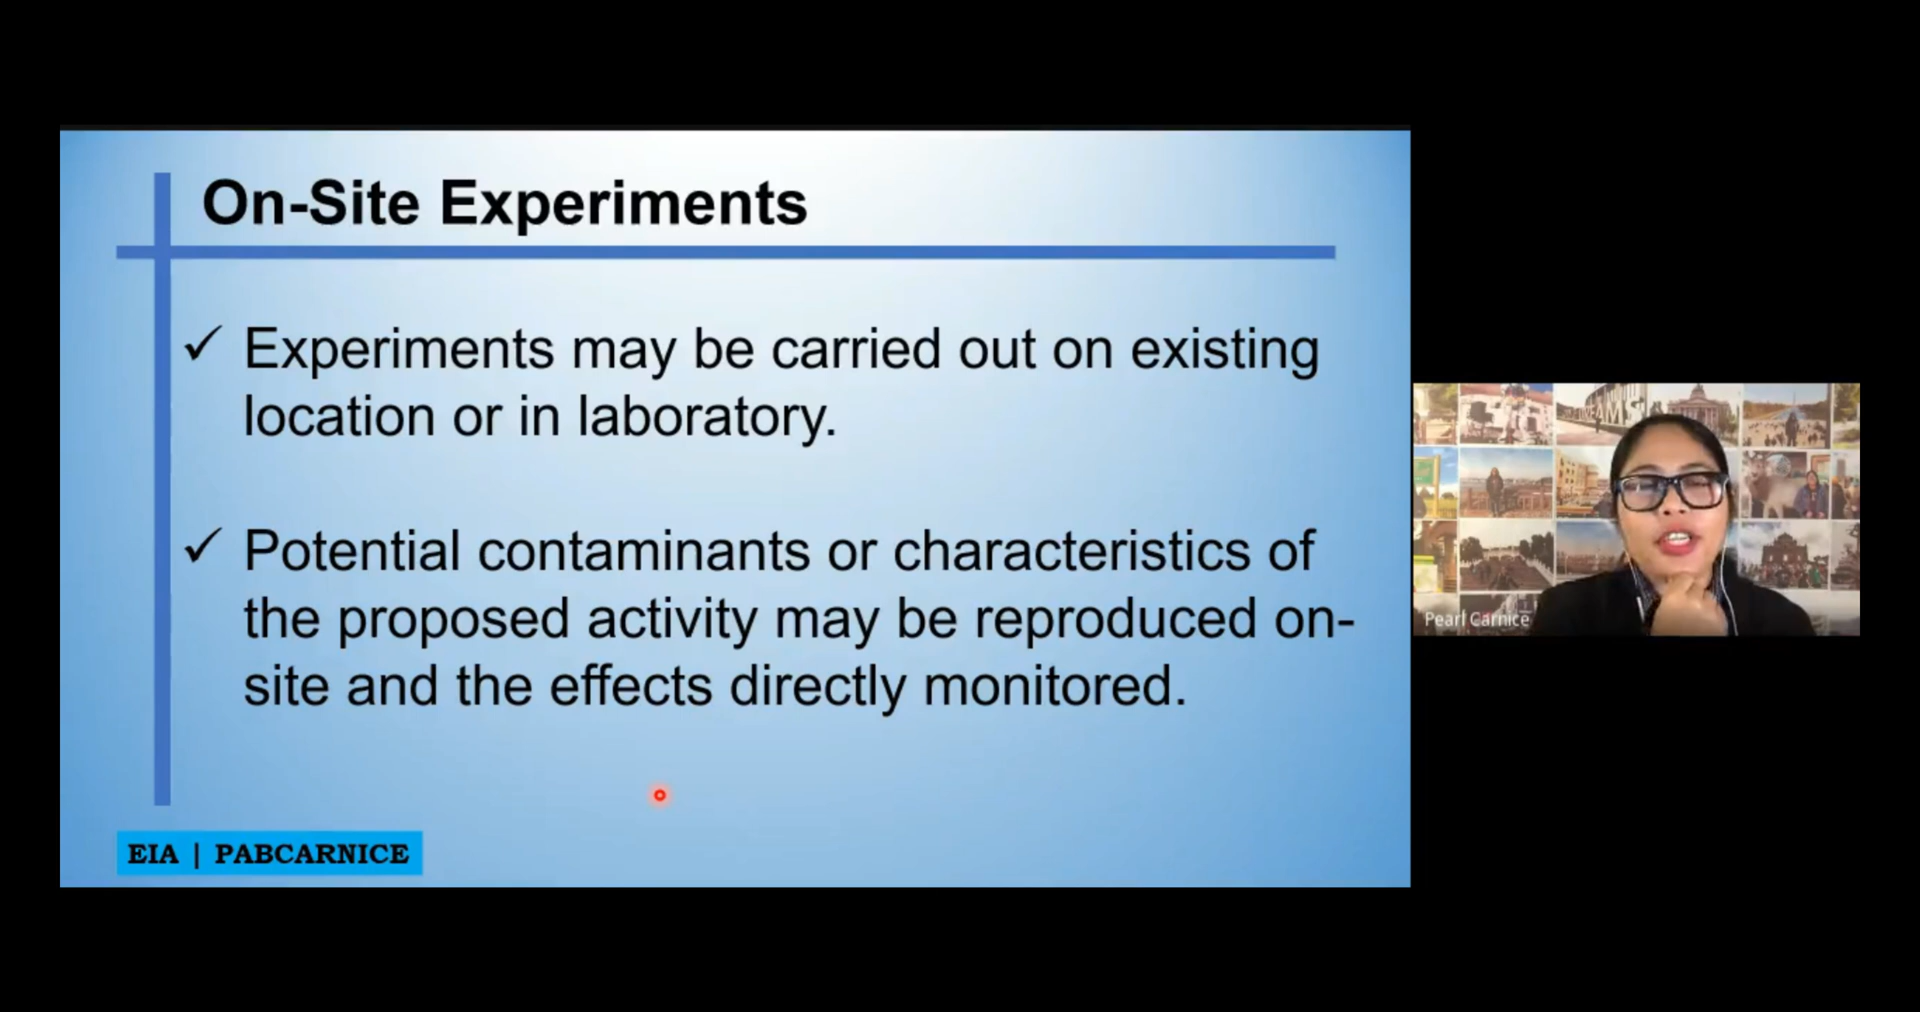 On-Site Experiments
✓ Experiments may be carried out on existing
location or in laboratory.
✓ Potential contaminants or characteristics of
the proposed activity may be reproduced on-
site and the effects directly monitored.
EIA | PABCARNICE
Pearl Carnice